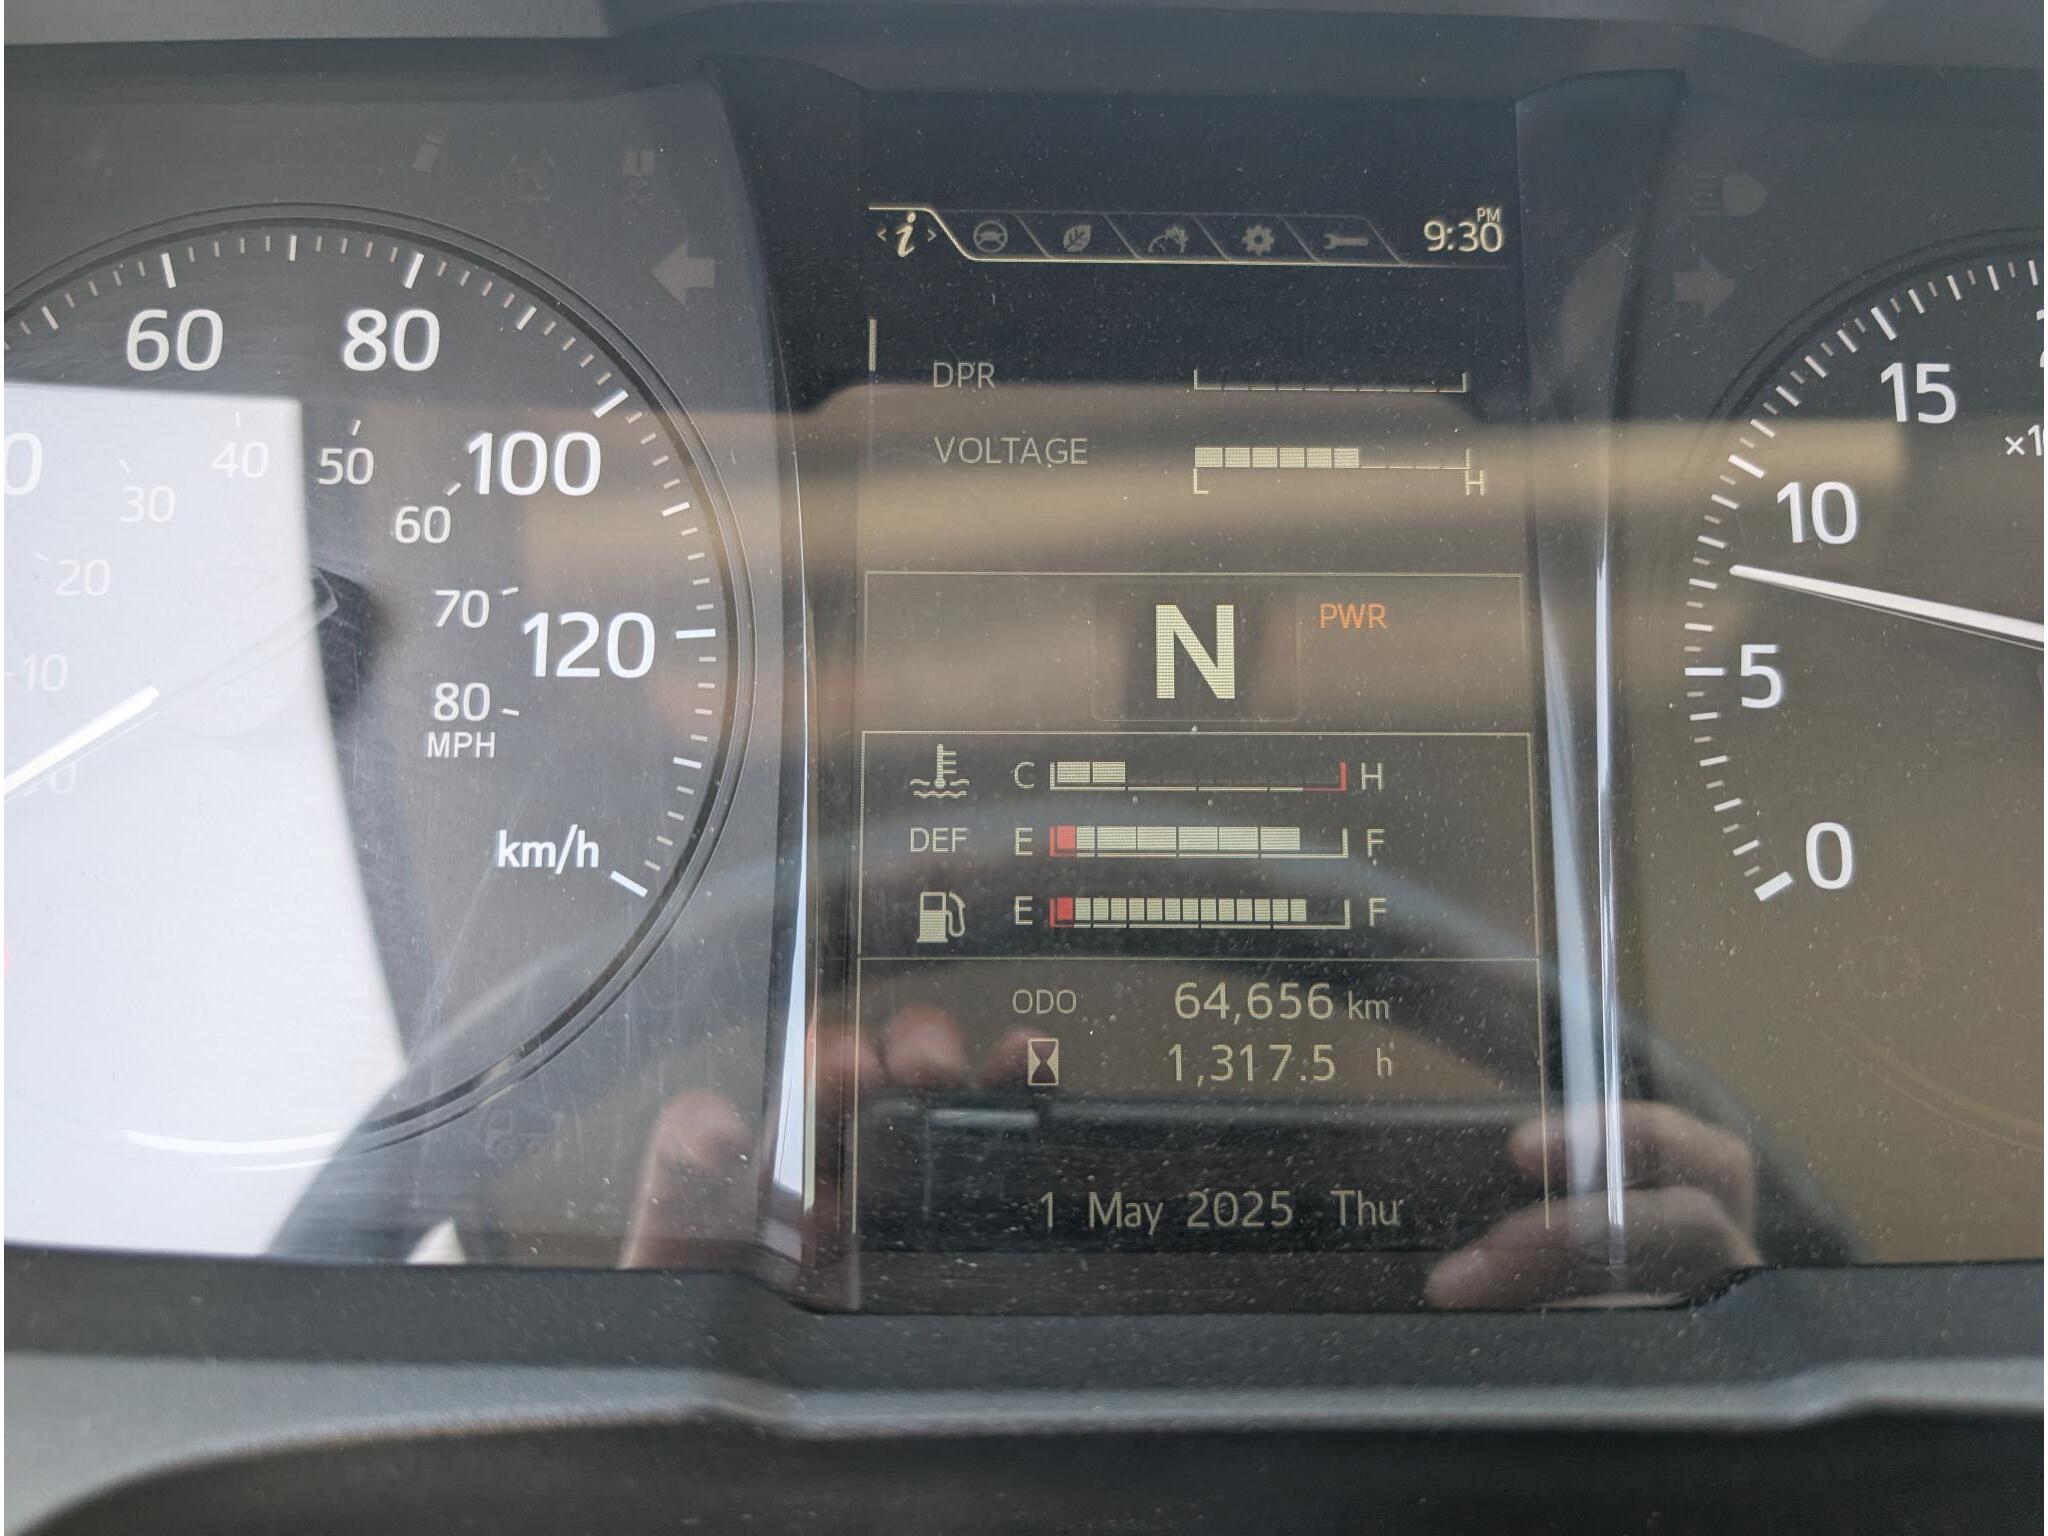 PM
9:30
DPR
VOLTAGE
L H
N PWR
C H
DEF E F
E F
ODO 64,656 km
1,317.5 h
1 May 2025 Thu
60 80 100 120
km/h
0 10 20 30 40 50 60 70 80
MPH
0 5 10 15